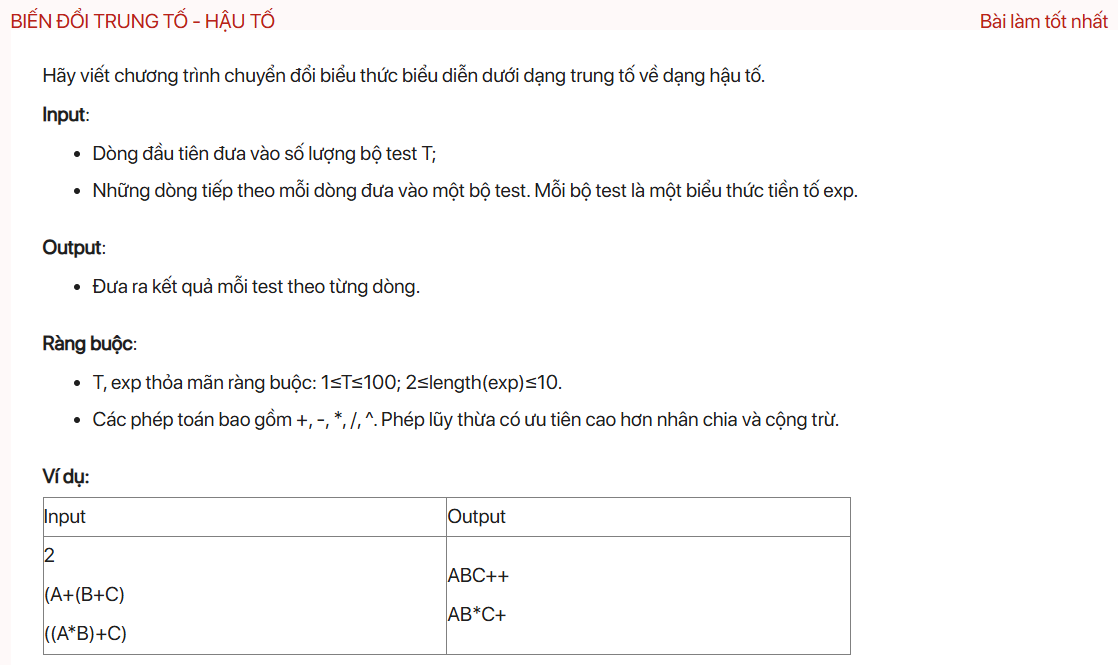 BIẾN ĐỔI TRUNG TỐ - HẬU TỐ Bài làm tốt nhất
Hãy viết chương trình chuyển đổi biểu thức biểu diễn dưới dạng trung tố về dạng hậu tố.
Input:
• Dòng đầu tiên đưa vào số lượng bộ test T;
• Những dòng tiếp theo mỗi dòng đưa vào một bộ test. Mỗi bộ test là một biểu thức tiền tố exp.
Output:
• Đưa ra kết quả mỗi test theo từng dòng.
Ràng buộc:
• T, exp thỏa mãn ràng buộc: 1≤T≤100; 2≤length(exp)≤10.
• Các phép toán bao gồm +, -, *, /, ^. Phép lũy thừa có ưu tiên cao hơn nhân chia và cộng trừ.
Ví dụ:
Input Output
2
(A+(B+C)
((A*B)+C)
ABC++
AB*C+